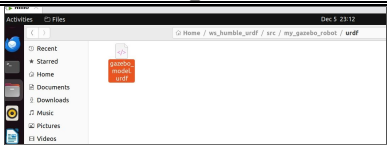 Activities Files Dec 5 23:12
Home / ws_humble_urdf / src / my_gazebo_robot / urdf
Recent
Starred
Home
Documents
Downloads
Music
Pictures
Videos
gazebo_
model.
urdf